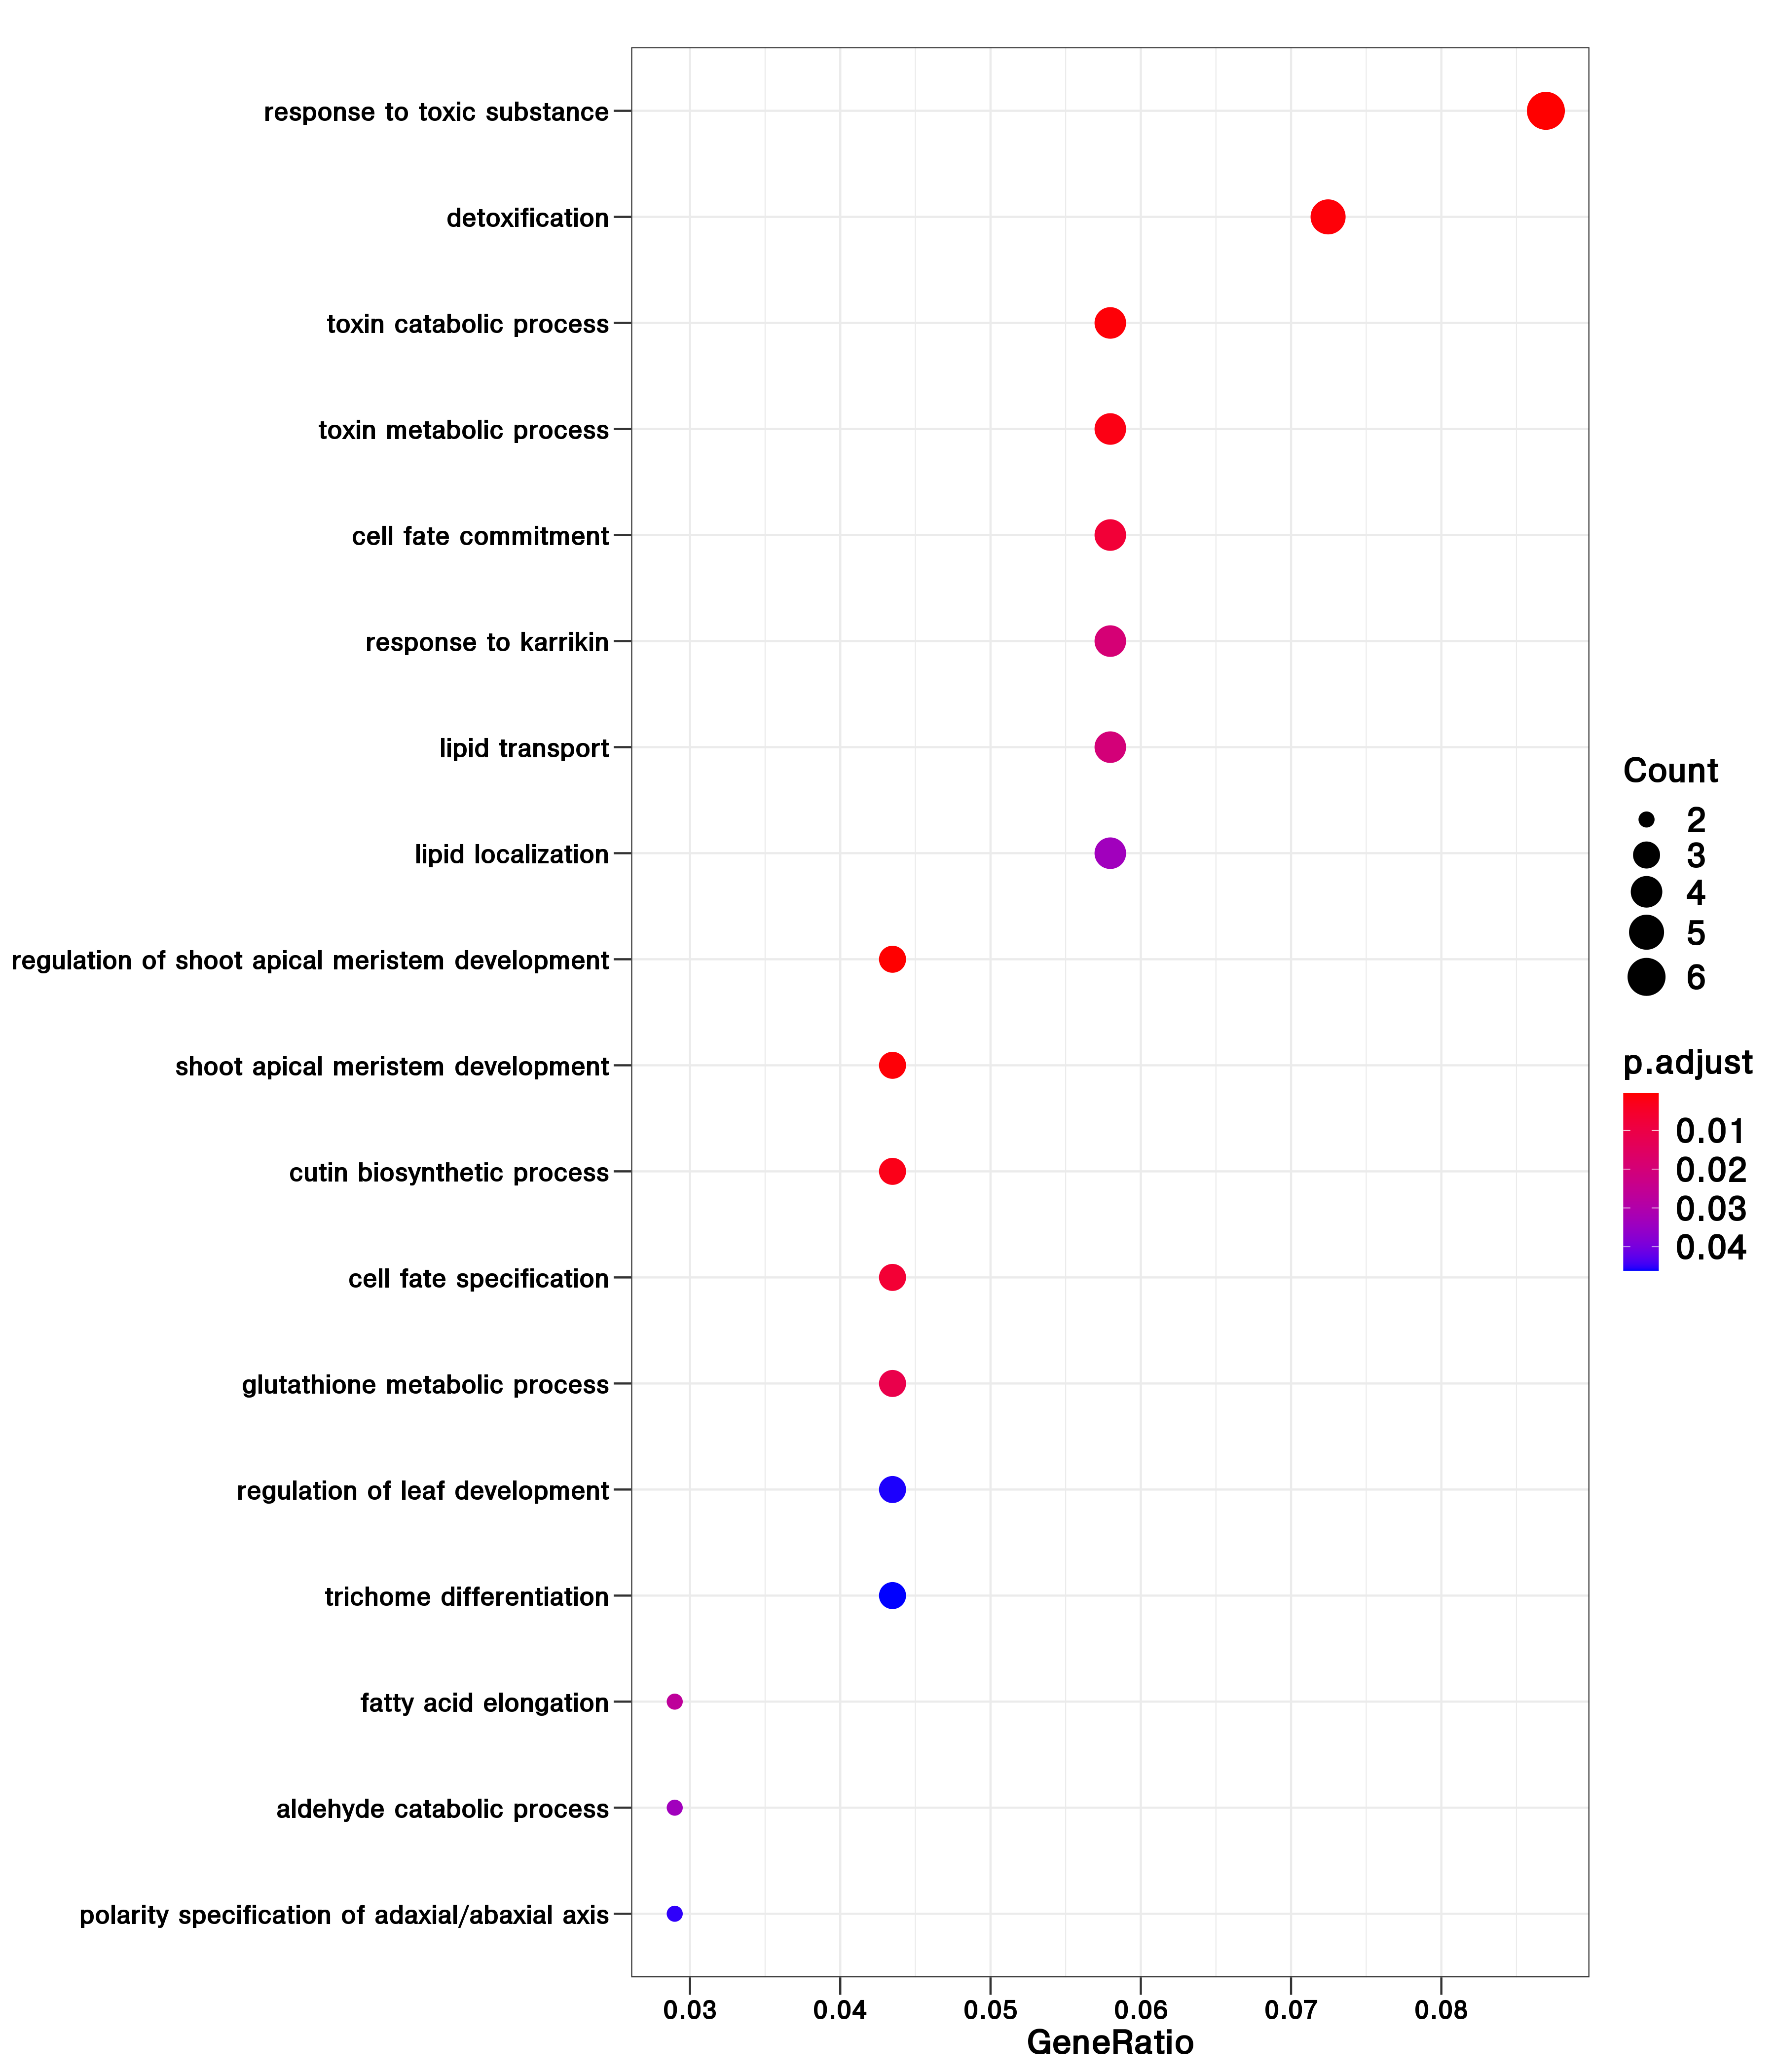 response to toxic substance
detoxification
toxin catabolic process
toxin metabolic process
cell fate commitment
response to karrikin
lipid transport
lipid localization
regulation of shoot apical meristem development
shoot apical meristem development
cutin biosynthetic process
cell fate specification
glutathione metabolic process
regulation of leaf development
trichome differentiation
fatty acid elongation
aldehyde catabolic process
polarity specification of adaxial/abaxial axis
0.03 0.04 0.05 0.06 0.07 0.08
GeneRatio
Count
2
3
4
5
6
p.adjust
0.01
0.02
0.03
0.04